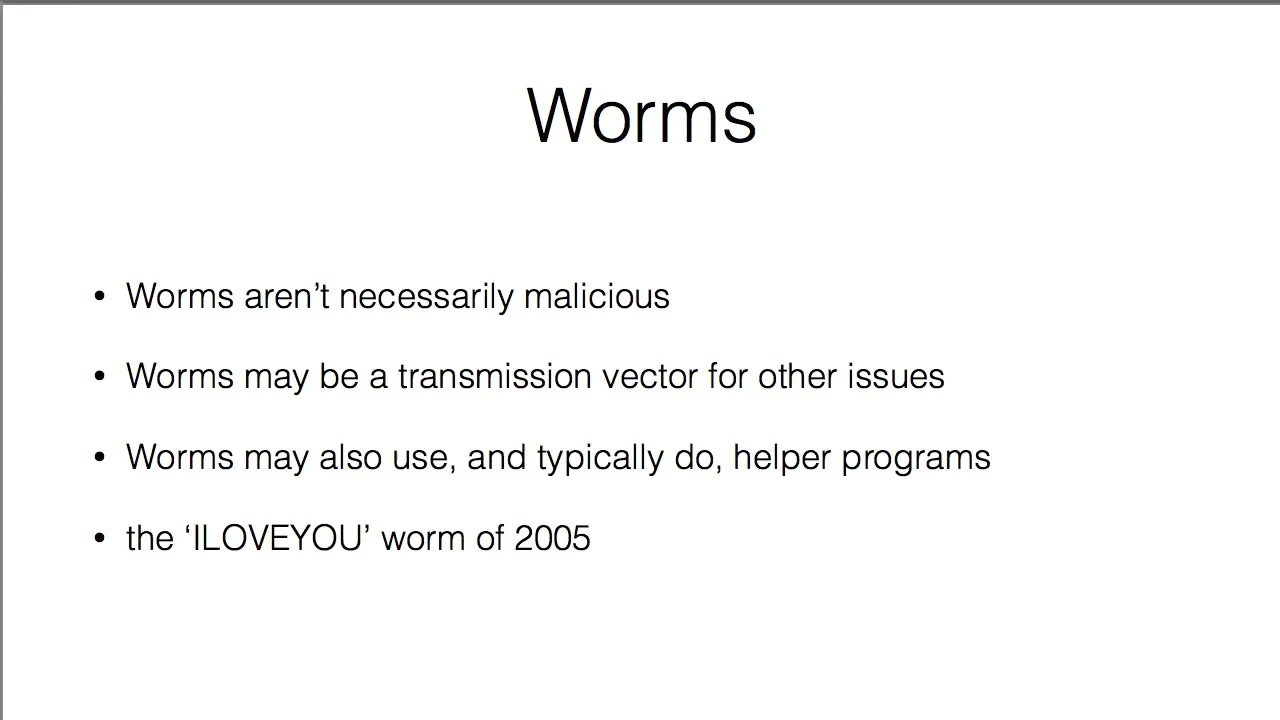 Worms
• Worms aren’t necessarily malicious
• Worms may be a transmission vector for other issues
• Worms may also use, and typically do, helper programs
• the ‘ILOVEYOU’ worm of 2005